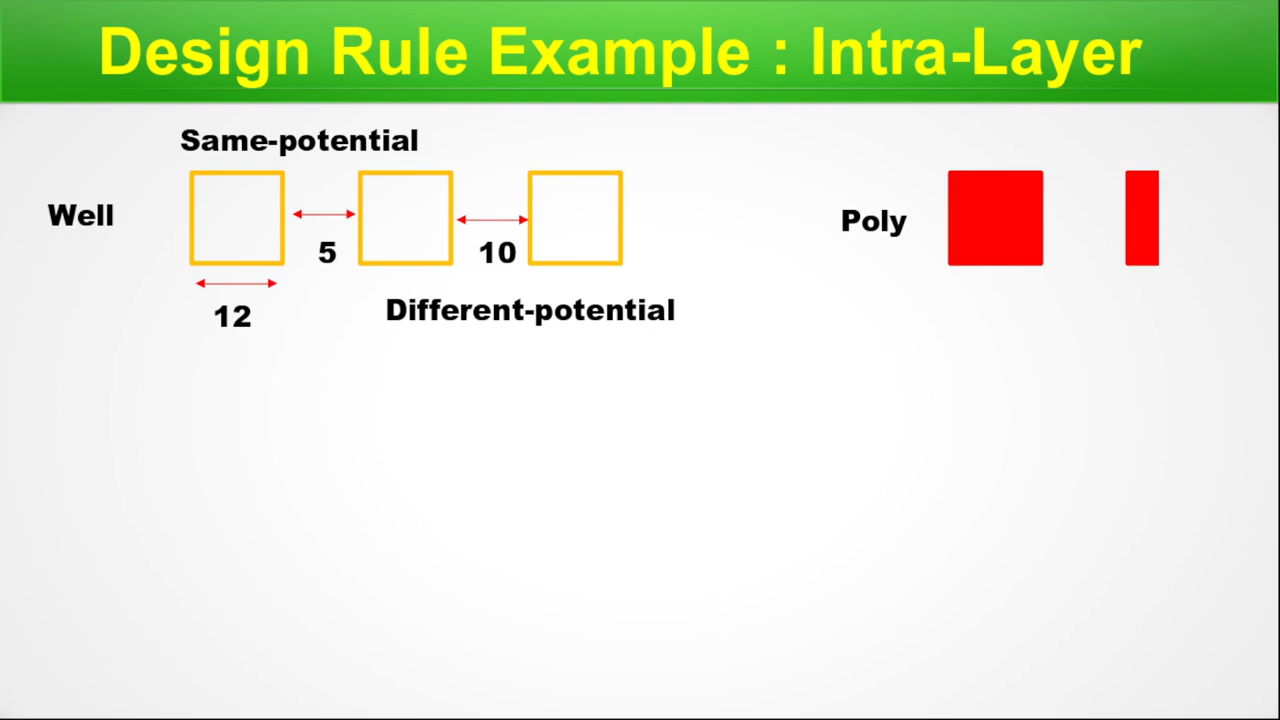 Design Rule Example : Intra-Layer
Same-potential
Well
Poly
5
10
12
Different-potential